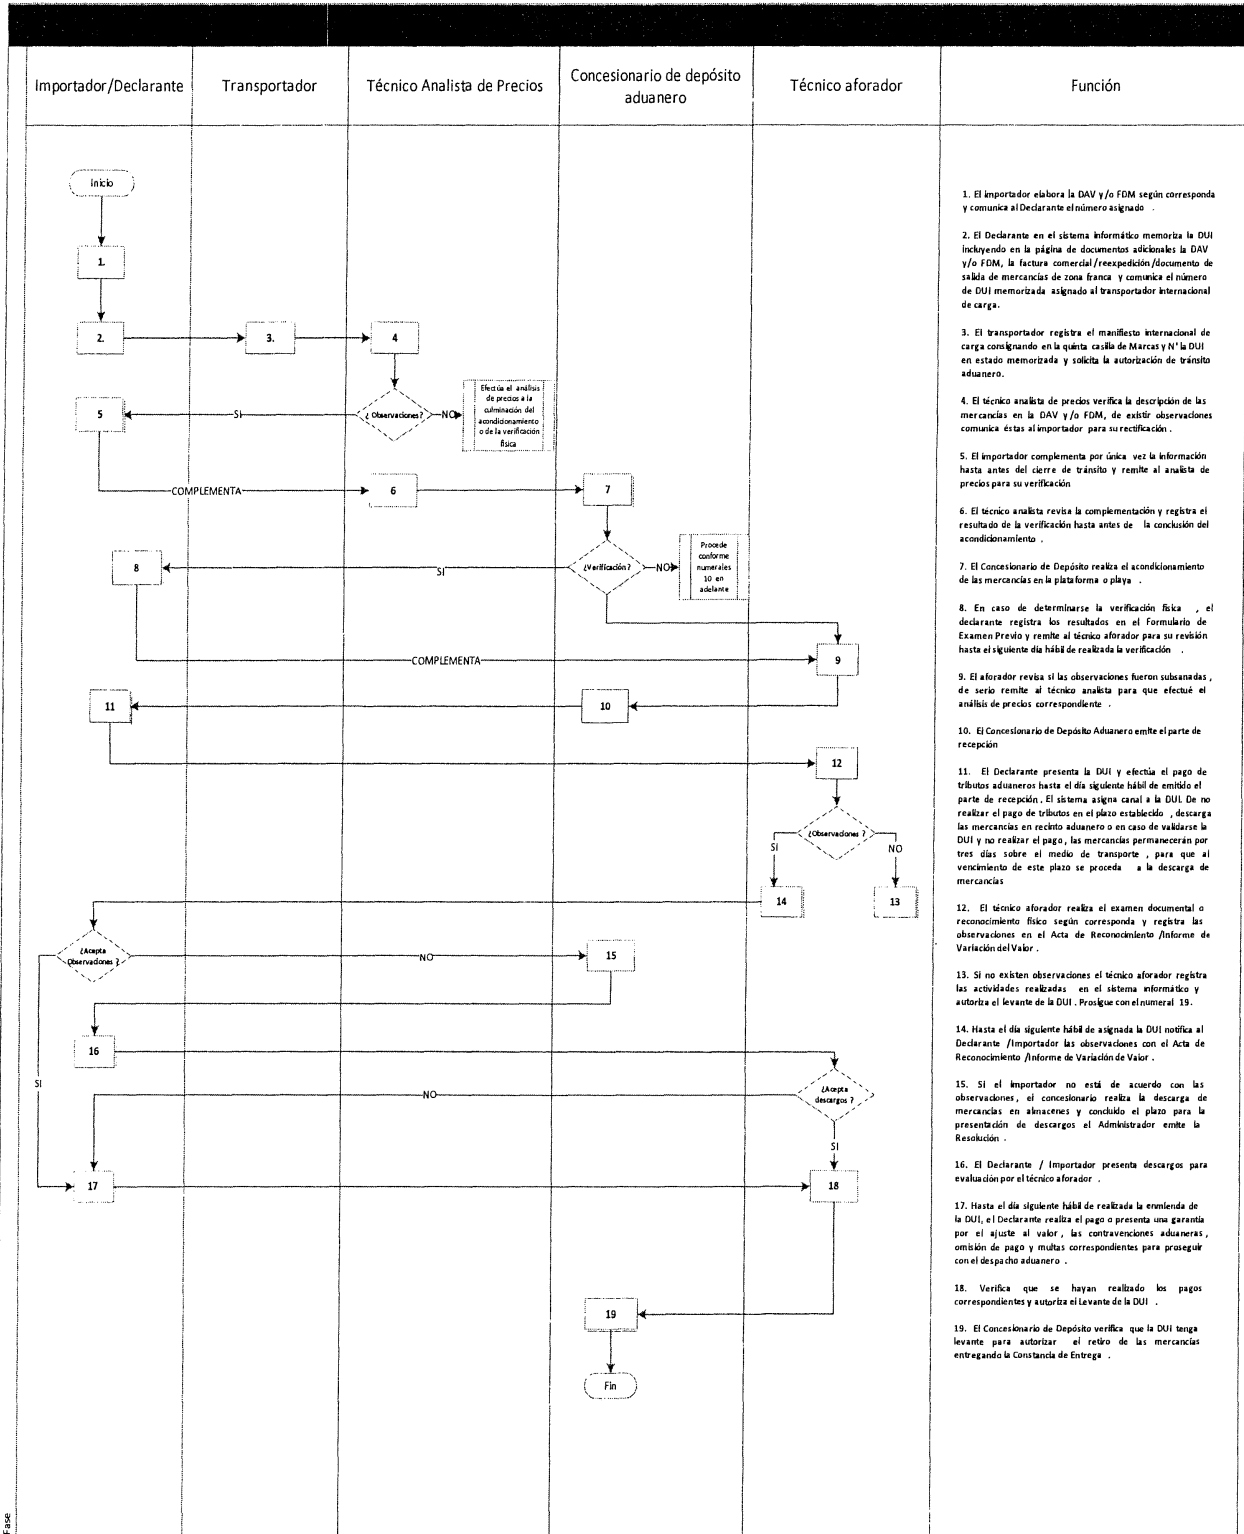 Importador/Declarante
Transportador
Técnico Analista de Precios
Concesionario de depósito
aduanero
Técnico aforador
Función
Inicio
1.
2.
3.
4
¿Observaciones?
NO
Efectúa el análisis
de precios a la
culminación del
acondicionamiento
o de la verificación
física
SI
5
COMPLEMENTA
6
7
¿Verificación?
NO
Procede
conforme
numerales
10 en
adelante
SI
8
COMPLEMENTA
9
10
11
12
¿Observaciones?
SI
NO
14
13
¿Acepta
Observaciones?
NO
15
16
SI
¿Acepta
descargos?
NO
SI
17
18
19
Fin
Fase
1. El importador elabora la DAV y/o FDM según corresponda
y comunica al Declarante el número asignado .
2. El Declarante en el sistema informático memoriza la DUI
incluyendo en la página de documentos adicionales la DAV
y/o FDM, la factura comercial/reexpedición/documento de
salida de mercancías de zona franca y comunica el número
de DUI memorizada asignado al transportador internacional
de carga.
3. El transportador registra el manifiesto internacional de
carga consignando en la quinta casilla de Marcas y N° la DUI
en estado memorizada y solicita la autorización de tránsito
aduanero.
4. El técnico analista de precios verifica la descripción de las
mercancías en la DAV y/o FDM, de existir observaciones
comunica éstas al importador para su rectificación .
5. El importador complementa por única vez la información
hasta antes del cierre de tránsito y remite al analista de
precios para su verificación
6. El técnico analista revisa la complementación y registra el
resultado de la verificación hasta antes de la conclusión del
acondicionamiento .
7. El Concesionario de Depósito realiza el acondicionamiento
de las mercancías en la plataforma o playa .
8. En caso de determinarse la verificación física , el
declarante registra los resultados en el Formulario de
Examen Previo y remite al técnico aforador para su revisión
hasta el siguiente día hábil de realizada la verificación .
9. El aforador revisa si las observaciones fueron subsanadas ,
de serlo remite al técnico analista para que efectué el
análisis de precios correspondiente .
10. El Concesionario de Depósito Aduanero emite el parte de
recepción
11. El Declarante presenta la DUI y efectúa el pago de
tributos aduaneros hasta el día siguiente hábil de emitido el
parte de recepción. El sistema asigna canal a la DUI. De no
realizar el pago de tributos en el plazo establecido , descarga
las mercancías en recinto aduanero o en caso de validarse la
DUI y no realizar el pago, las mercancías permanecerán por
tres días sobre el medio de transporte , para que al
vencimiento de este plazo se proceda a la descarga de
mercancías
12. El técnico aforador realiza el examen documental o
reconocimiento físico según corresponda y registra las
observaciones en el Acta de Reconocimiento /Informe de
Variación del Valor .
13. Si no existen observaciones el técnico aforador registra
las actividades realizadas en el sistema informático y
autoriza el levante de la DUI . Prosigue con el numeral 19.
14. Hasta el día siguiente hábil de asignada la DUI notifica al
Declarante /Importador las observaciones con el Acta de
Reconocimiento /Informe de Variación de Valor .
15. Si el importador no está de acuerdo con las
observaciones, el concesionario realiza la descarga de
mercancías en almacenes y concluido el plazo para la
presentación de descargos el Administrador emite la
Resolución .
16. El Declarante / Importador presenta descargos para
evaluación por el técnico aforador .
17. Hasta el día siguiente hábil de realizada la enmienda de
la DUI, el Declarante realiza el pago o presenta una garantía
por el ajuste al valor , las contravenciones aduaneras ,
omisión de pago y multas correspondientes para proseguir
con el despacho aduanero .
18. Verifica que se hayan realizado los pagos
correspondientes y autoriza el Levante de la DUI .
19. El Concesionario de Depósito verifica que la DUI tenga
levante para autorizar el retiro de las mercancías
entregando la Constancia de Entrega .